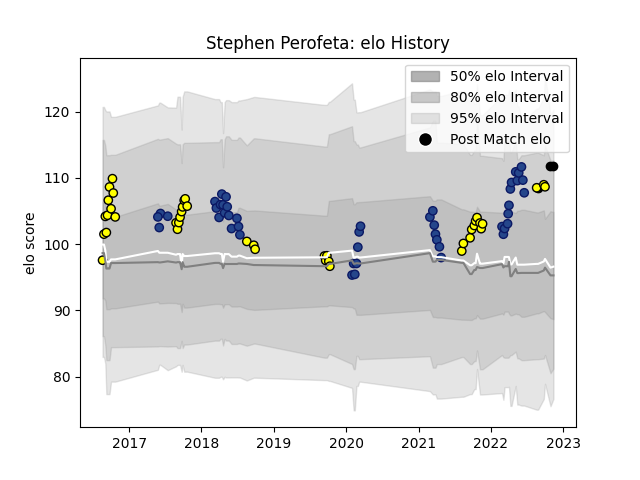 Stephen Perofeta: elo History
50% elo Interval
80% elo Interval
95% elo Interval
Post Match elo
elo score
120
110
100
90
80
2017 2018 2019 2020 2021 2022 2023